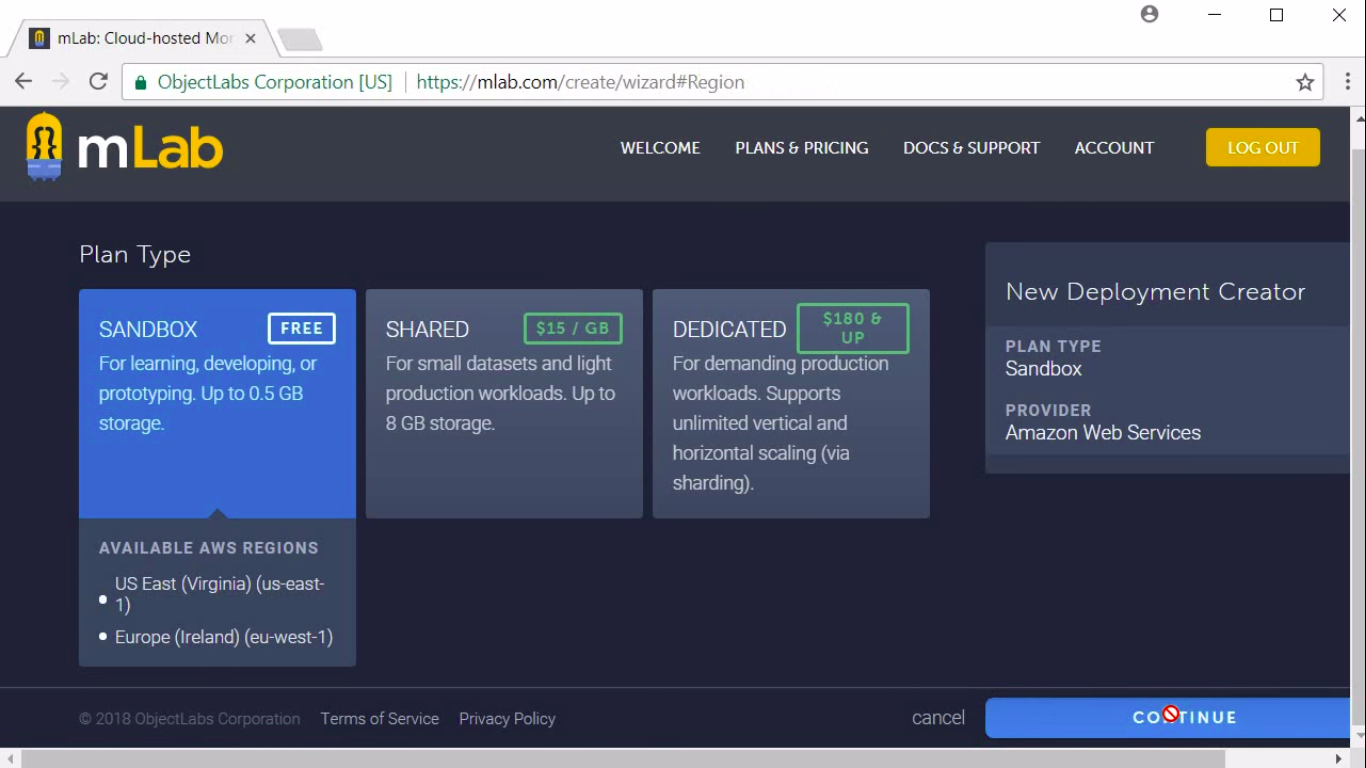 mLab: Cloud-hosted Mon
ObjectLabs Corporation [US] https://mlab.com/create/wizard#Region
mLab
WELCOME PLANS & PRICING DOCS & SUPPORT ACCOUNT LOG OUT
Plan Type
SANDBOX FREE
For learning, developing, or
prototyping. Up to 0.5 GB
storage.
SHARED $15 / GB
For small datasets and light
production workloads. Up to
8 GB storage.
DEDICATED $180 &
UP
For demanding production
workloads. Supports
unlimited vertical and
horizontal scaling (via
sharding).
AVAILABLE AWS REGIONS
US East (Virginia) (us-east-
1)
Europe (Ireland) (eu-west-1)
New Deployment Creator
PLAN TYPE
Sandbox
PROVIDER
Amazon Web Services
© 2018 ObjectLabs Corporation Terms of Service Privacy Policy cancel CONTINUE